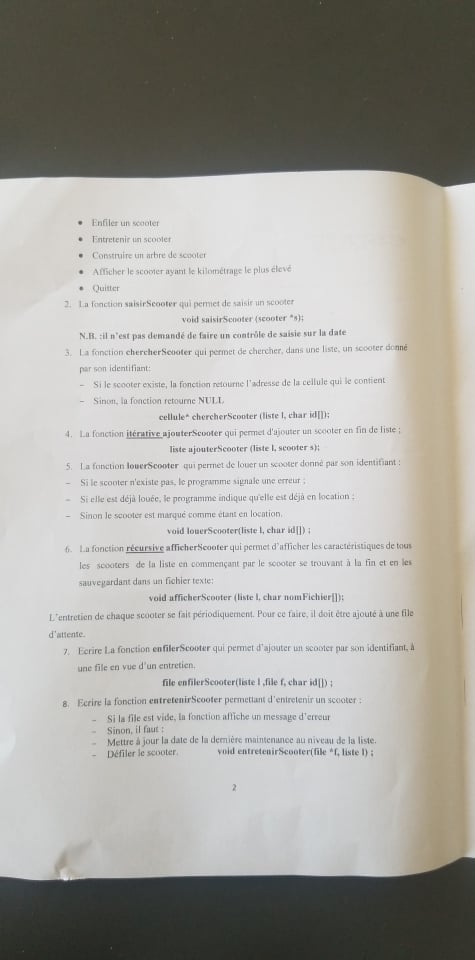 • Enfiler un scooter
• Entretenir un scooter
• Construire un arbre de scooter
• Afficher le scooter ayant le kilométrage le plus élevé
• Quitter
2. La fonction saisirScooter qui permet de saisir un scooter
void saisirScooter (scooter *s);
N.B. :il n'est pas demandé de faire un contrôle de saisie sur la date
3. La fonction chercherScooter qui permet de chercher, dans une liste, un scooter donné
par son identifiant:
– Si le scooter existe, la fonction retourne l'adresse de la cellule qui le contient
– Sinon, la fonction retourne NULL
cellule* chercherScooter (liste l, char id[]);
4. La fonction itérative ajouterScooter qui permet d'ajouter un scooter en fin de liste ;
liste ajouterScooter (liste l, scooter s);
5. La fonction louerScooter qui permet de louer un scooter donné par son identifiant :
– Si le scooter n'existe pas, le programme signale une erreur ;
– Si elle est déjà louée, le programme indique qu'elle est déjà en location ;
– Sinon le scooter est marqué comme étant en location.
void louerScooter(liste l, char id[]) ;
6. La fonction récursive afficherScooter qui permet d'afficher les caractéristiques de tous
les scooters de la liste en commençant par le scooter se trouvant à la fin et en les
sauvegardant dans un fichier texte:
void afficherScooter (liste l, char nomFichier[]);
L'entretien de chaque scooter se fait périodiquement. Pour ce faire, il doit être ajouté à une file
d'attente.
7. Ecrire La fonction enfilerScooter qui permet d'ajouter un scooter par son identifiant, à
une file en vue d'un entretien.
file enfilerScooter(liste l ,file f, char id[]) ;
8. Ecrire la fonction entretenirScooter permettant d'entretenir un scooter :
– Si la file est vide, la fonction affiche un message d'erreur
– Sinon, il faut :
– Mettre à jour la date de la dernière maintenance au niveau de la liste.
– Défiler le scooter. void entretenirScooter(file *f, liste l) ;
2